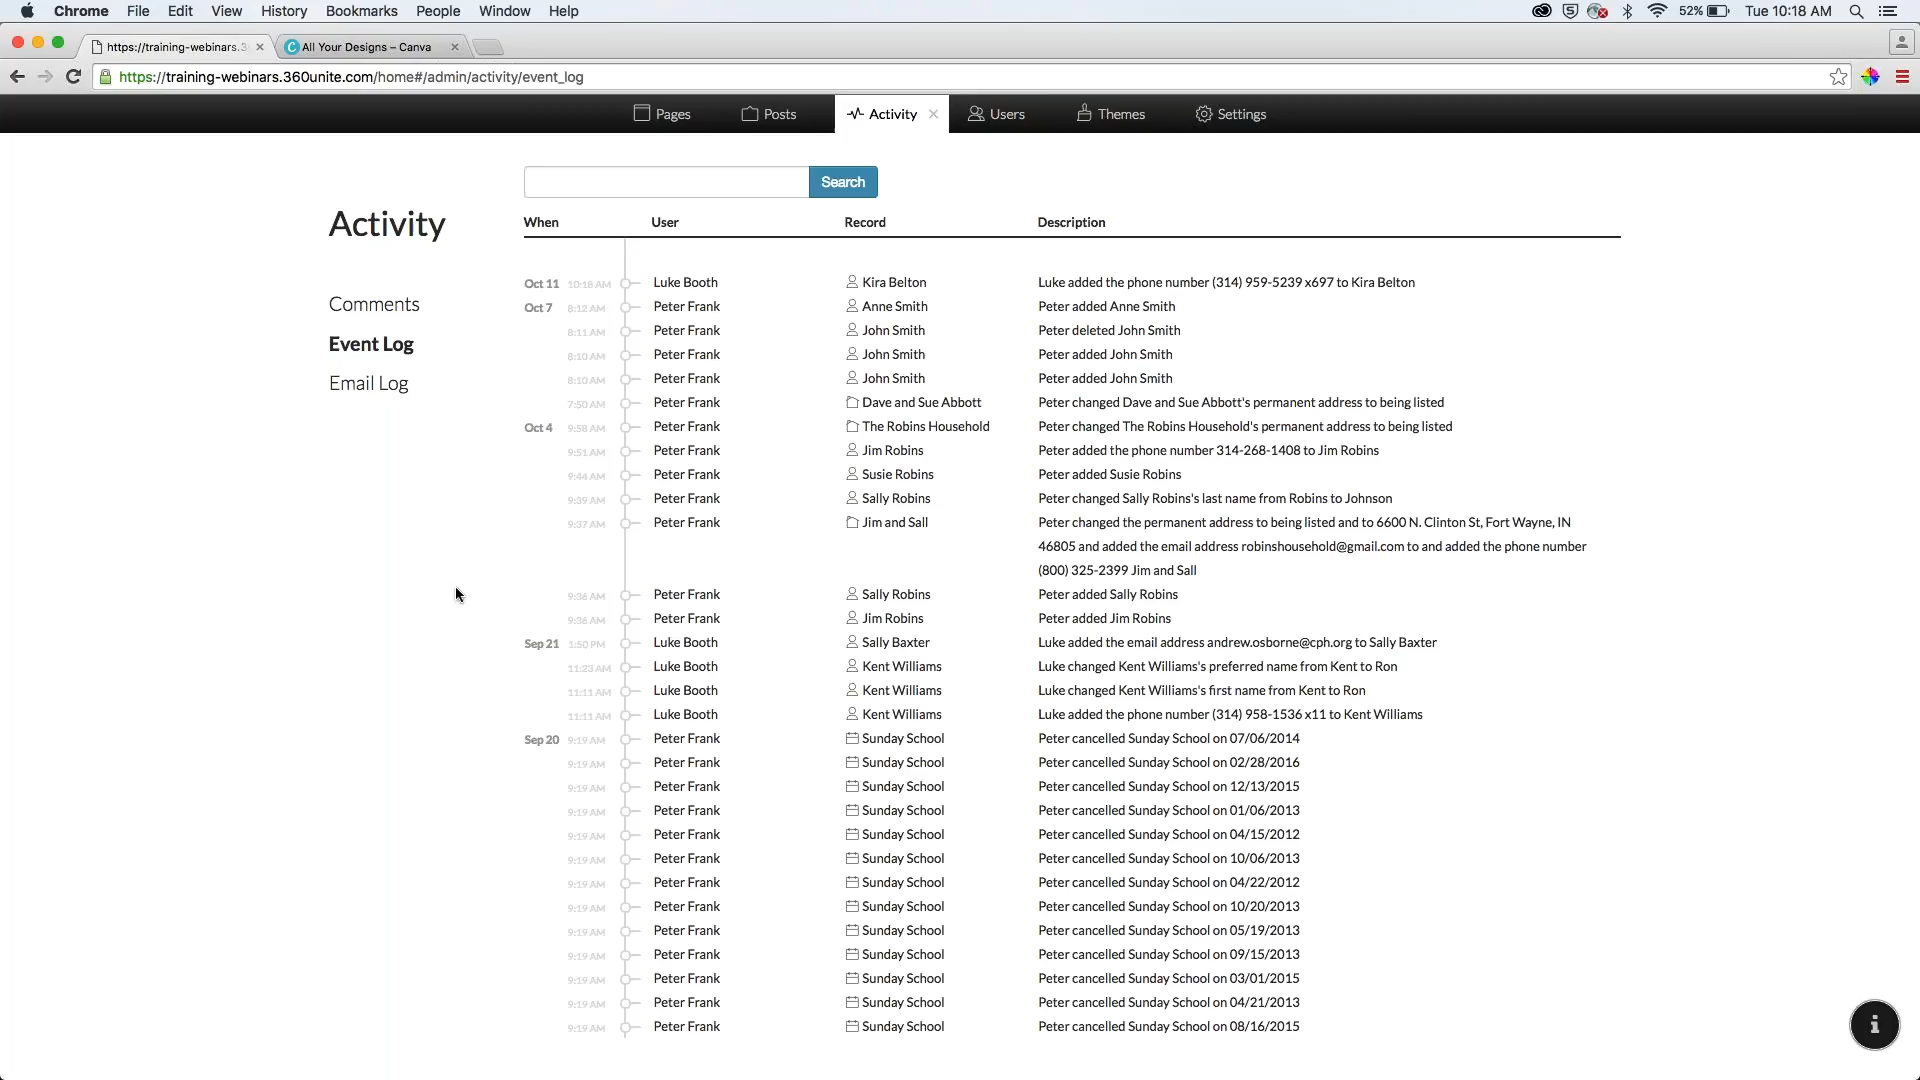 Chrome File Edit View History Bookmarks People Window Help 52% Tue 10:18 AM
https://training-webinars.3 All Your Designs – Canva
https://training-webinars.360unite.com/home#/admin/activity/event_log
Pages Posts Activity Users Themes Settings
Search
Activity
Comments
Event Log
Email Log
When User Record Description
Oct 11 10:18 AM Luke Booth Kira Belton Luke added the phone number (314) 959-5239 x697 to Kira Belton
Oct 7 8:12 AM Peter Frank Anne Smith Peter added Anne Smith
8:11 AM Peter Frank John Smith Peter deleted John Smith
8:10 AM Peter Frank John Smith Peter added John Smith
8:10 AM Peter Frank John Smith Peter added John Smith
7:50 AM Peter Frank Dave and Sue Abbott Peter changed Dave and Sue Abbott's permanent address to being listed
Oct 4 9:58 AM Peter Frank The Robins Household Peter changed The Robins Household's permanent address to being listed
9:51 AM Peter Frank Jim Robins Peter added the phone number 314-268-1408 to Jim Robins
9:44 AM Peter Frank Susie Robins Peter added Susie Robins
9:39 AM Peter Frank Sally Robins Peter changed Sally Robins's last name from Robins to Johnson
9:37 AM Peter Frank Jim and Sall Peter changed the permanent address to being listed and to 6600 N. Clinton St, Fort Wayne, IN
46805 and added the email address robinshousehold@gmail.com to and added the phone number
(800) 325-2399 Jim and Sall
9:36 AM Peter Frank Sally Robins Peter added Sally Robins
9:36 AM Peter Frank Jim Robins Peter added Jim Robins
Sep 21 1:50 PM Luke Booth Sally Baxter Luke added the email address andrew.osborne@cph.org to Sally Baxter
11:23 AM Luke Booth Kent Williams Luke changed Kent Williams's preferred name from Kent to Ron
11:11 AM Luke Booth Kent Williams Luke changed Kent Williams's first name from Kent to Ron
11:11 AM Luke Booth Kent Williams Luke added the phone number (314) 958-1536 x11 to Kent Williams
Sep 20 9:19 AM Peter Frank Sunday School Peter cancelled Sunday School on 07/06/2014
9:19 AM Peter Frank Sunday School Peter cancelled Sunday School on 02/28/2016
9:19 AM Peter Frank Sunday School Peter cancelled Sunday School on 12/13/2015
9:19 AM Peter Frank Sunday School Peter cancelled Sunday School on 01/06/2013
9:19 AM Peter Frank Sunday School Peter cancelled Sunday School on 04/15/2012
9:19 AM Peter Frank Sunday School Peter cancelled Sunday School on 10/06/2013
9:19 AM Peter Frank Sunday School Peter cancelled Sunday School on 04/22/2012
9:19 AM Peter Frank Sunday School Peter cancelled Sunday School on 10/20/2013
9:19 AM Peter Frank Sunday School Peter cancelled Sunday School on 05/19/2013
9:19 AM Peter Frank Sunday School Peter cancelled Sunday School on 09/15/2013
9:19 AM Peter Frank Sunday School Peter cancelled Sunday School on 03/01/2015
9:19 AM Peter Frank Sunday School Peter cancelled Sunday School on 04/21/2013
9:19 AM Peter Frank Sunday School Peter cancelled Sunday School on 08/16/2015